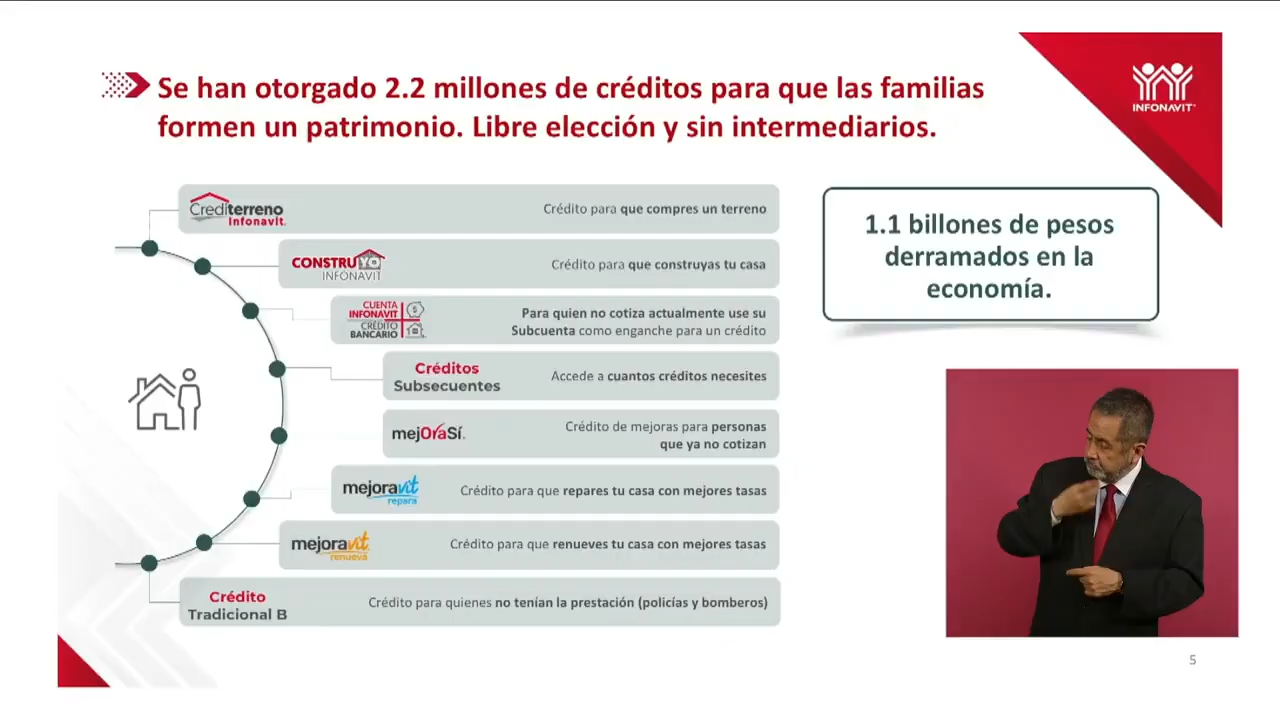 Se han otorgado 2.2 millones de créditos para que las familias
formen un patrimonio. Libre elección y sin intermediarios.
INFONAVIT
Crediterreno
Infonavit
Crédito para que compres un terreno
CONSTRUYO
INFONAVIT
Crédito para que construyas tu casa
CUENTA
INFONAVIT
CRÉDITO
BANCARIO
Para quien no cotiza actualmente use su
Subcuenta como enganche para un crédito
Créditos
Subsecuentes
Accede a cuantos créditos necesites
mejOraSí.
Crédito de mejoras para personas
que ya no cotizan
mejoravit
repara
Crédito para que repares tu casa con mejores tasas
mejoravit
renueva
Crédito para que renueves tu casa con mejores tasas
Crédito
Tradicional B
Crédito para quienes no tenían la prestación (policías y bomberos)
1.1 billones de pesos
derramados en la
economía.
5